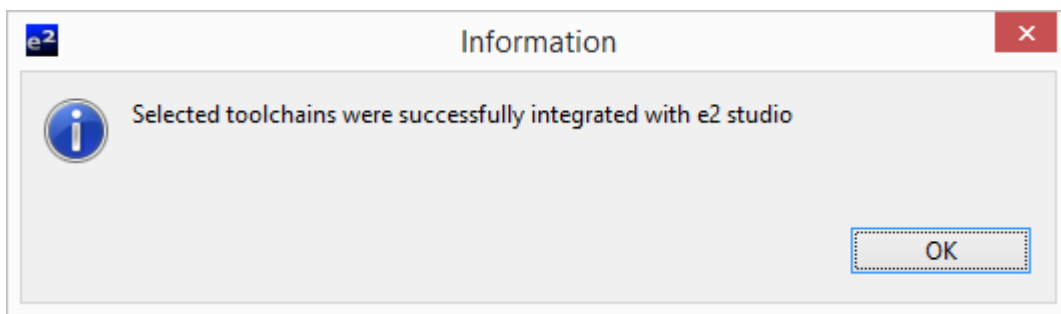 e²
Information
Selected toolchains were successfully integrated with e2 studio
OK